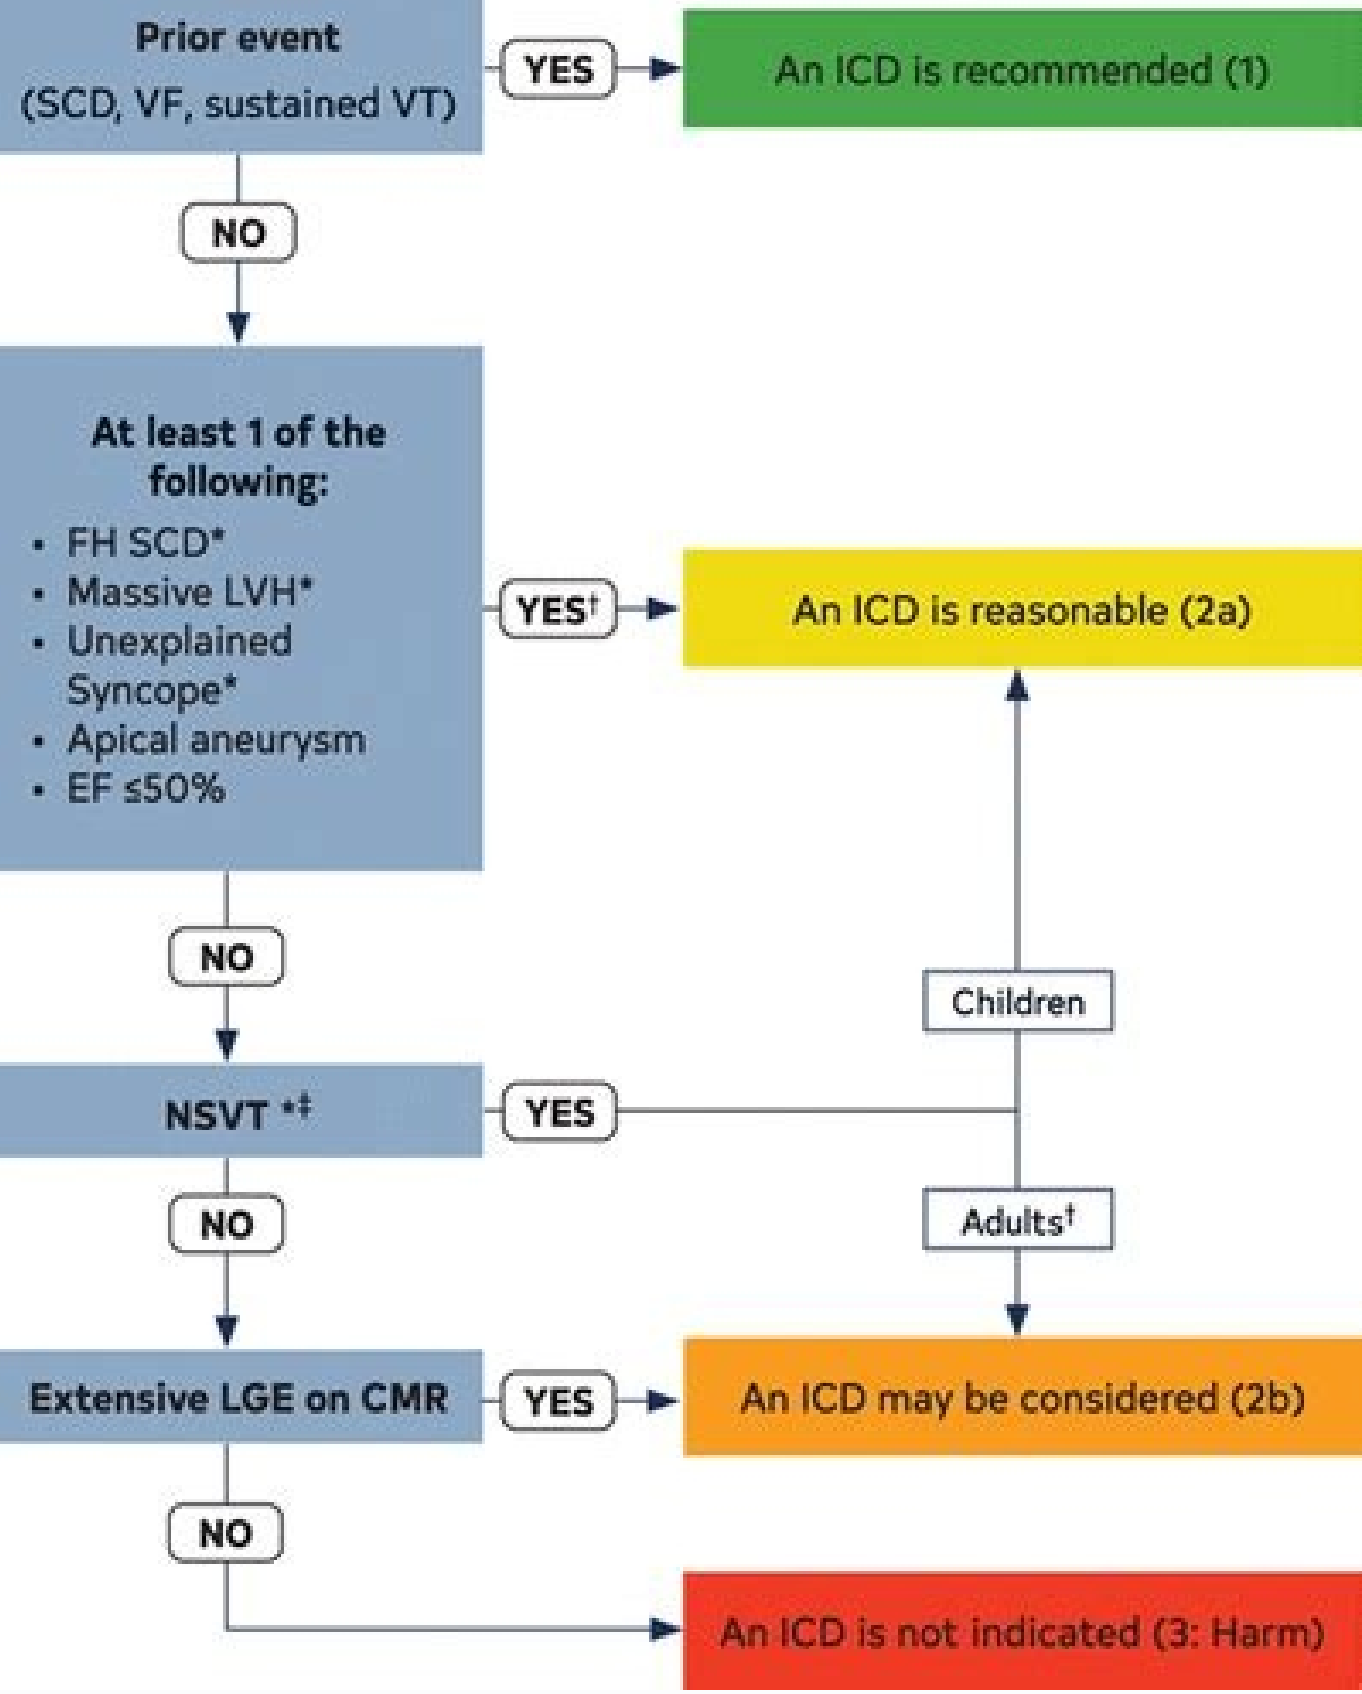 Prior event
(SCD, VF, sustained VT)
YES
An ICD is recommended (1)
NO
At least 1 of the
following:
• FH SCD*
• Massive LVH*
• Unexplained
Syncope*
• Apical aneurysm
• EF ≤50%
YES†
An ICD is reasonable (2a)
NO
Children
NSVT *‡
YES
NO
Adults†
Extensive LGE on CMR
YES
An ICD may be considered (2b)
NO
An ICD is not indicated (3: Harm)